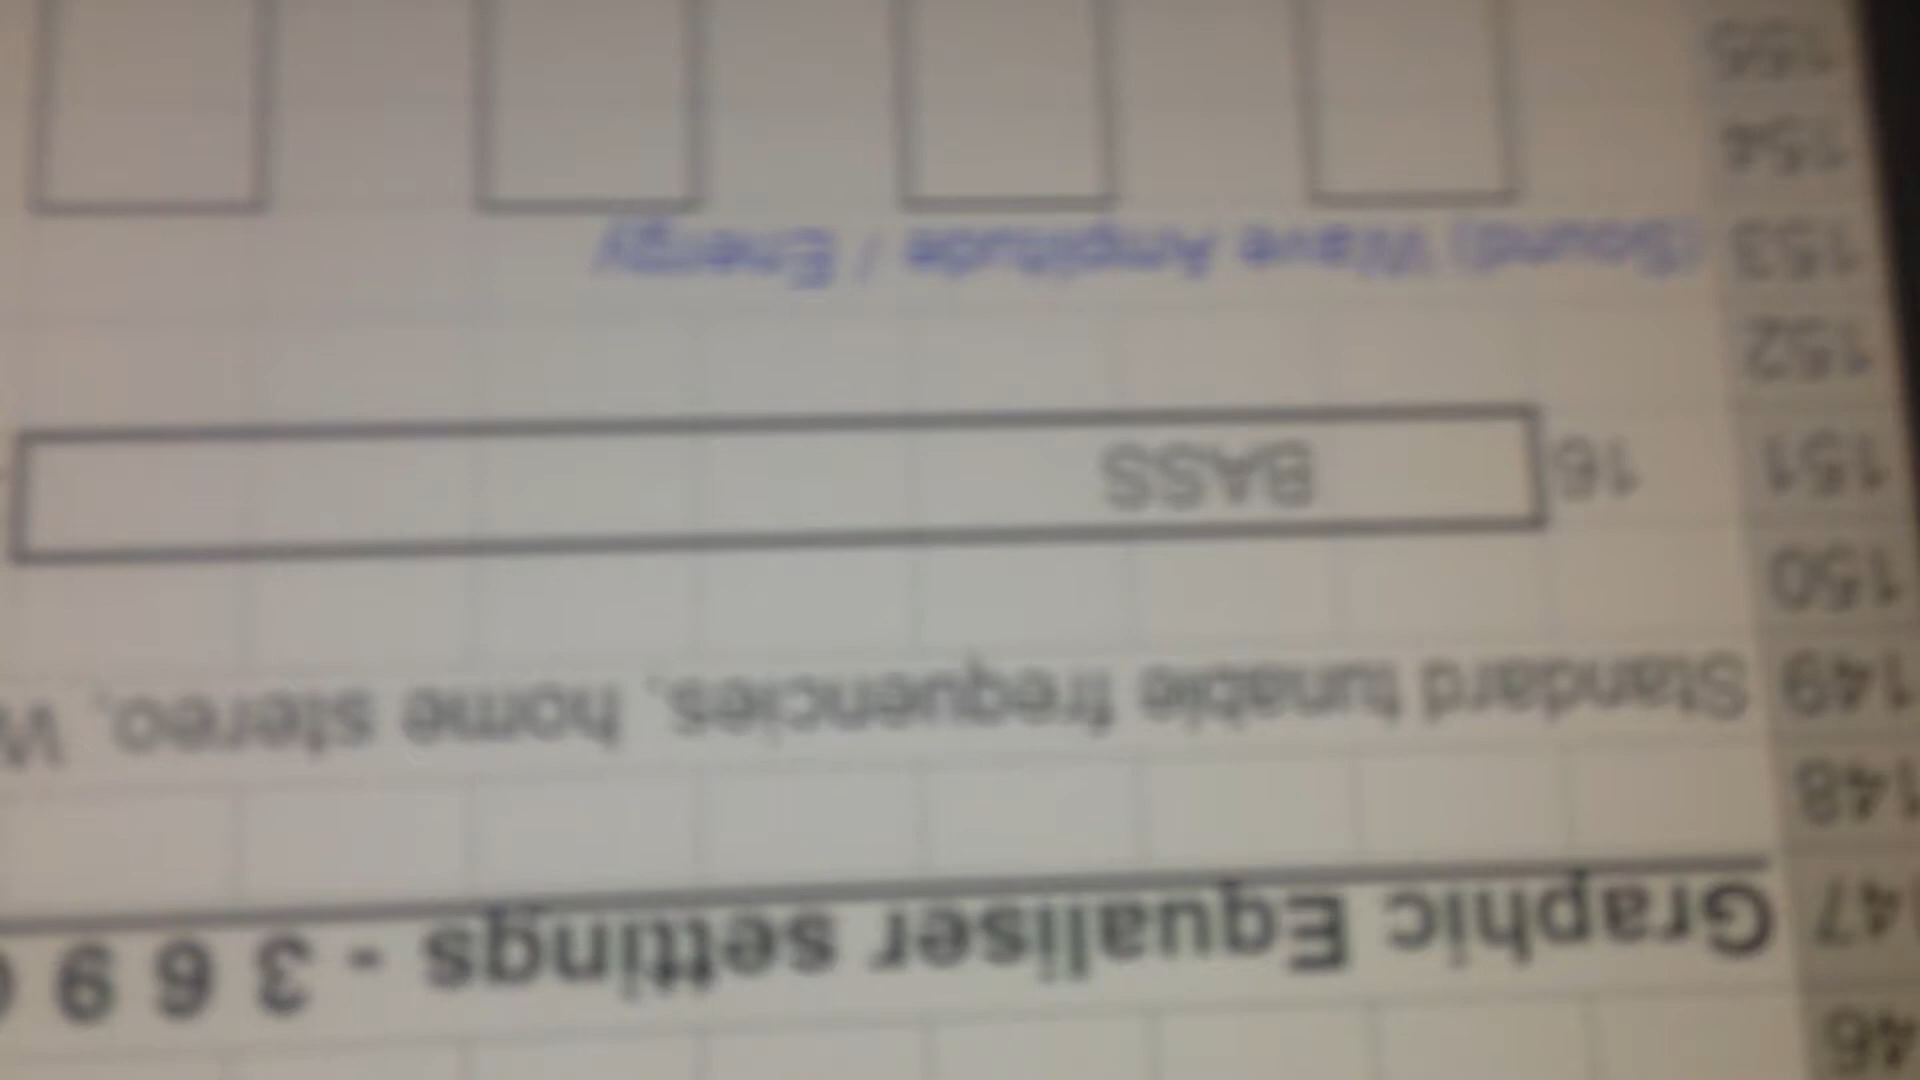 146
147 Graphic Equaliser settings - 3 6 9
148
149 Standard tunable frequencies, home stereo,
150
151 16 BASS
152
153 (Sound) Wave Amplitude / Energy
154
155